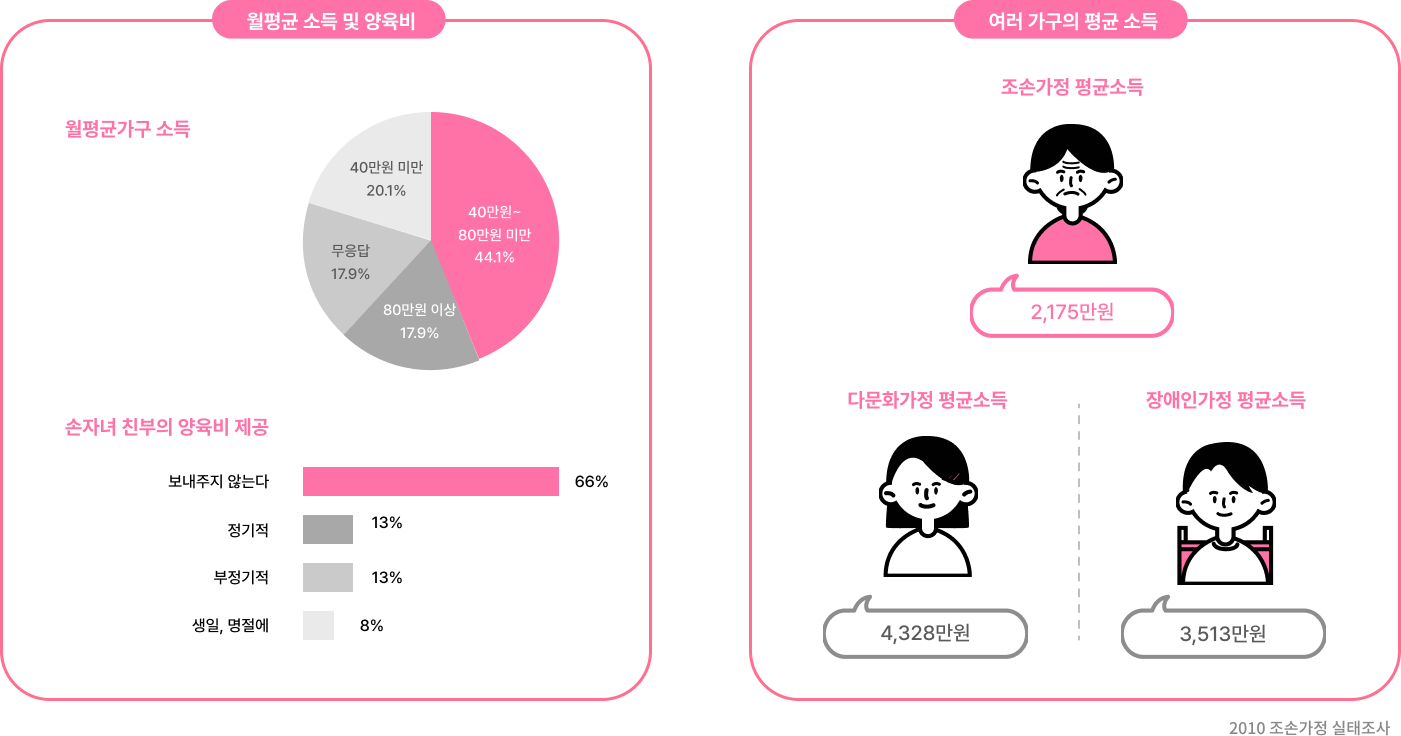 월평균 소득 및 양육비
월평균가구 소득
40만원 미만
20.1%
40만원~
80만원 미만
44.1%
무응답
17.9%
80만원 이상
17.9%
손자녀 친부의 양육비 제공
보내주지 않는다 66%
정기적 13%
부정기적 13%
생일, 명절에 8%
여러 가구의 평균 소득
조손가정 평균소득
2,175만원
다문화가정 평균소득
4,328만원
장애인가정 평균소득
3,513만원
2010 조손가정 실태조사